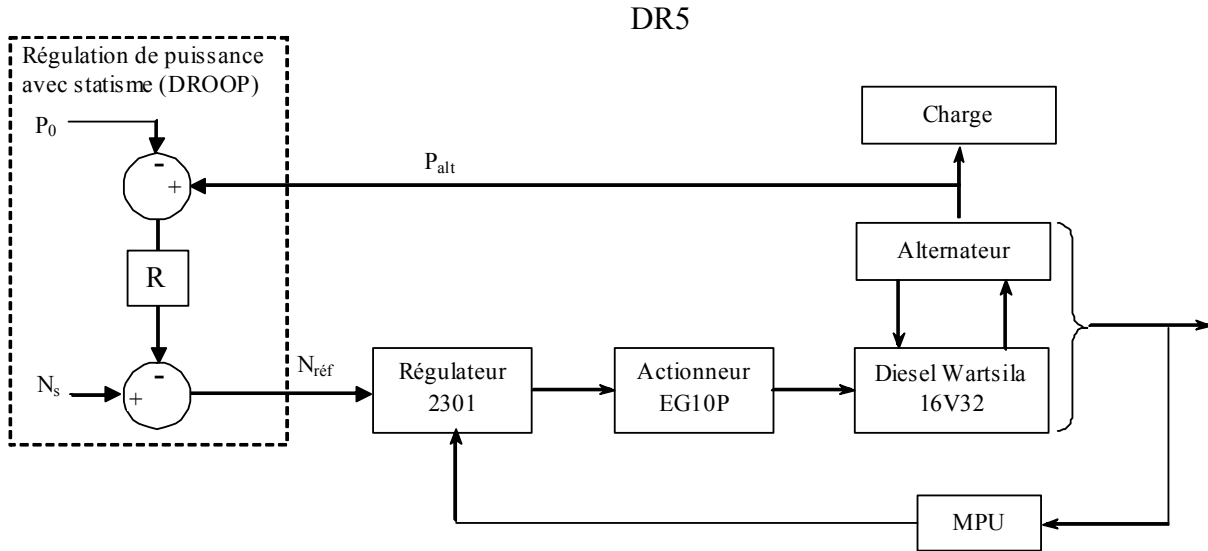 DR5
Régulation de puissance
avec statisme (DROOP)
P₀
-
+
Charge
Palt
R
Alternateur
-
Ns
+
Nréf
Régulateur
2301
Actionneur
EG10P
Diesel Wartsila
16V32
MPU